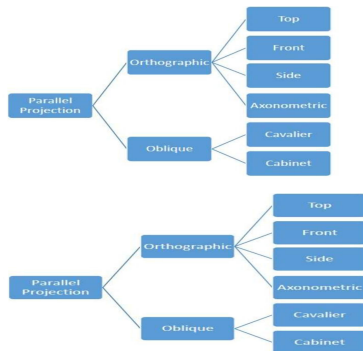 Top
Front
Orthographic
Side
Parallel
Projection
Axonometric
Oblique
Cavalier
Cabinet
Top
Front
Orthographic
Side
Parallel
Projection
Axonometric
Oblique
Cavalier
Cabinet